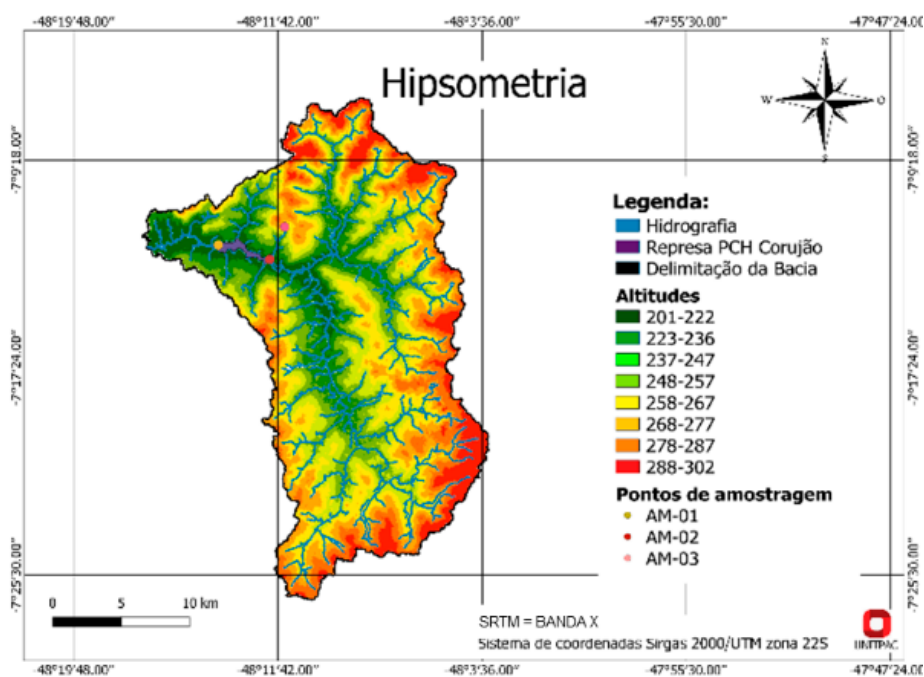 -48°19'48.00" -48°11'42.00" -48°3'36.00" -47°55'30.00" -47°47'24.00"
Hipsometria
N
W O
S
-7°9'18.00" -7°9'18.00"
-7°17'24.00" -7°17'24.00"
-7°25'30.00" -7°25'30.00"
Legenda:
Hidrografia
Represa PCH Corujão
Delimitação da Bacia
Altitudes
201-222
223-236
237-247
248-257
258-267
268-277
278-287
288-302
Pontos de amostragem
AM-01
AM-02
AM-03
0 5 10 km
SRTM = BANDA X
Sistema de coordenadas Sirgas 2000/UTM zona 22S
UNITPAC
-48°19'48.00" -48°11'42.00" -48°3'36.00" -47°55'30.00" -47°47'24.00"